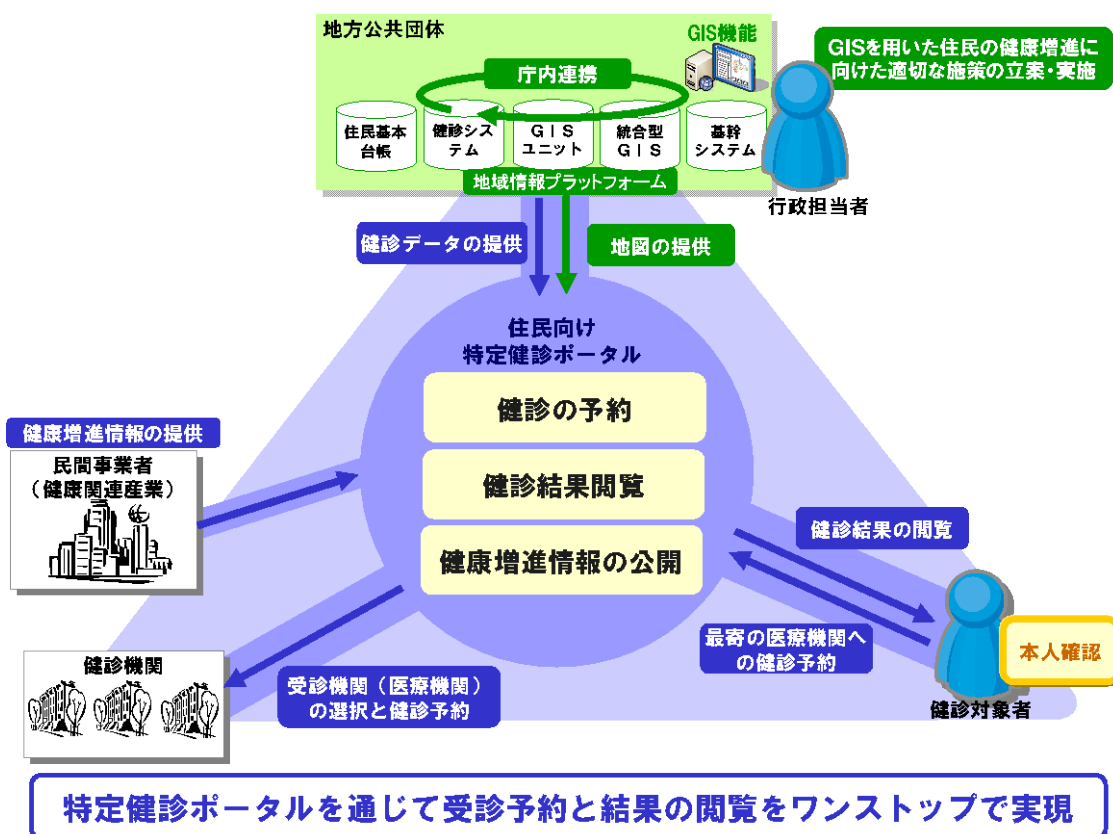 地方公共団体
GIS機能
GISを用いた住民の健康増進に
向けた適切な施策の立案・実施
庁内連携
住民基本
台帳
健診シス
テム
GIS
ユニット
統合型
GIS
基幹
システム
地域情報プラットフォーム
行政担当者
健診データの提供
地図の提供
住民向け
特定健診ポータル
健診の予約
健診結果閲覧
健康増進情報の公開
健康増進情報の提供
民間事業者
(健康関連産業)
健診結果の閲覧
最寄の医療機関へ
の健診予約
本人確認
健診対象者
健診機関
受診機関(医療機関)
の選択と健診予約
特定健診ポータルを通じて受診予約と結果の閲覧をワンストップで実現